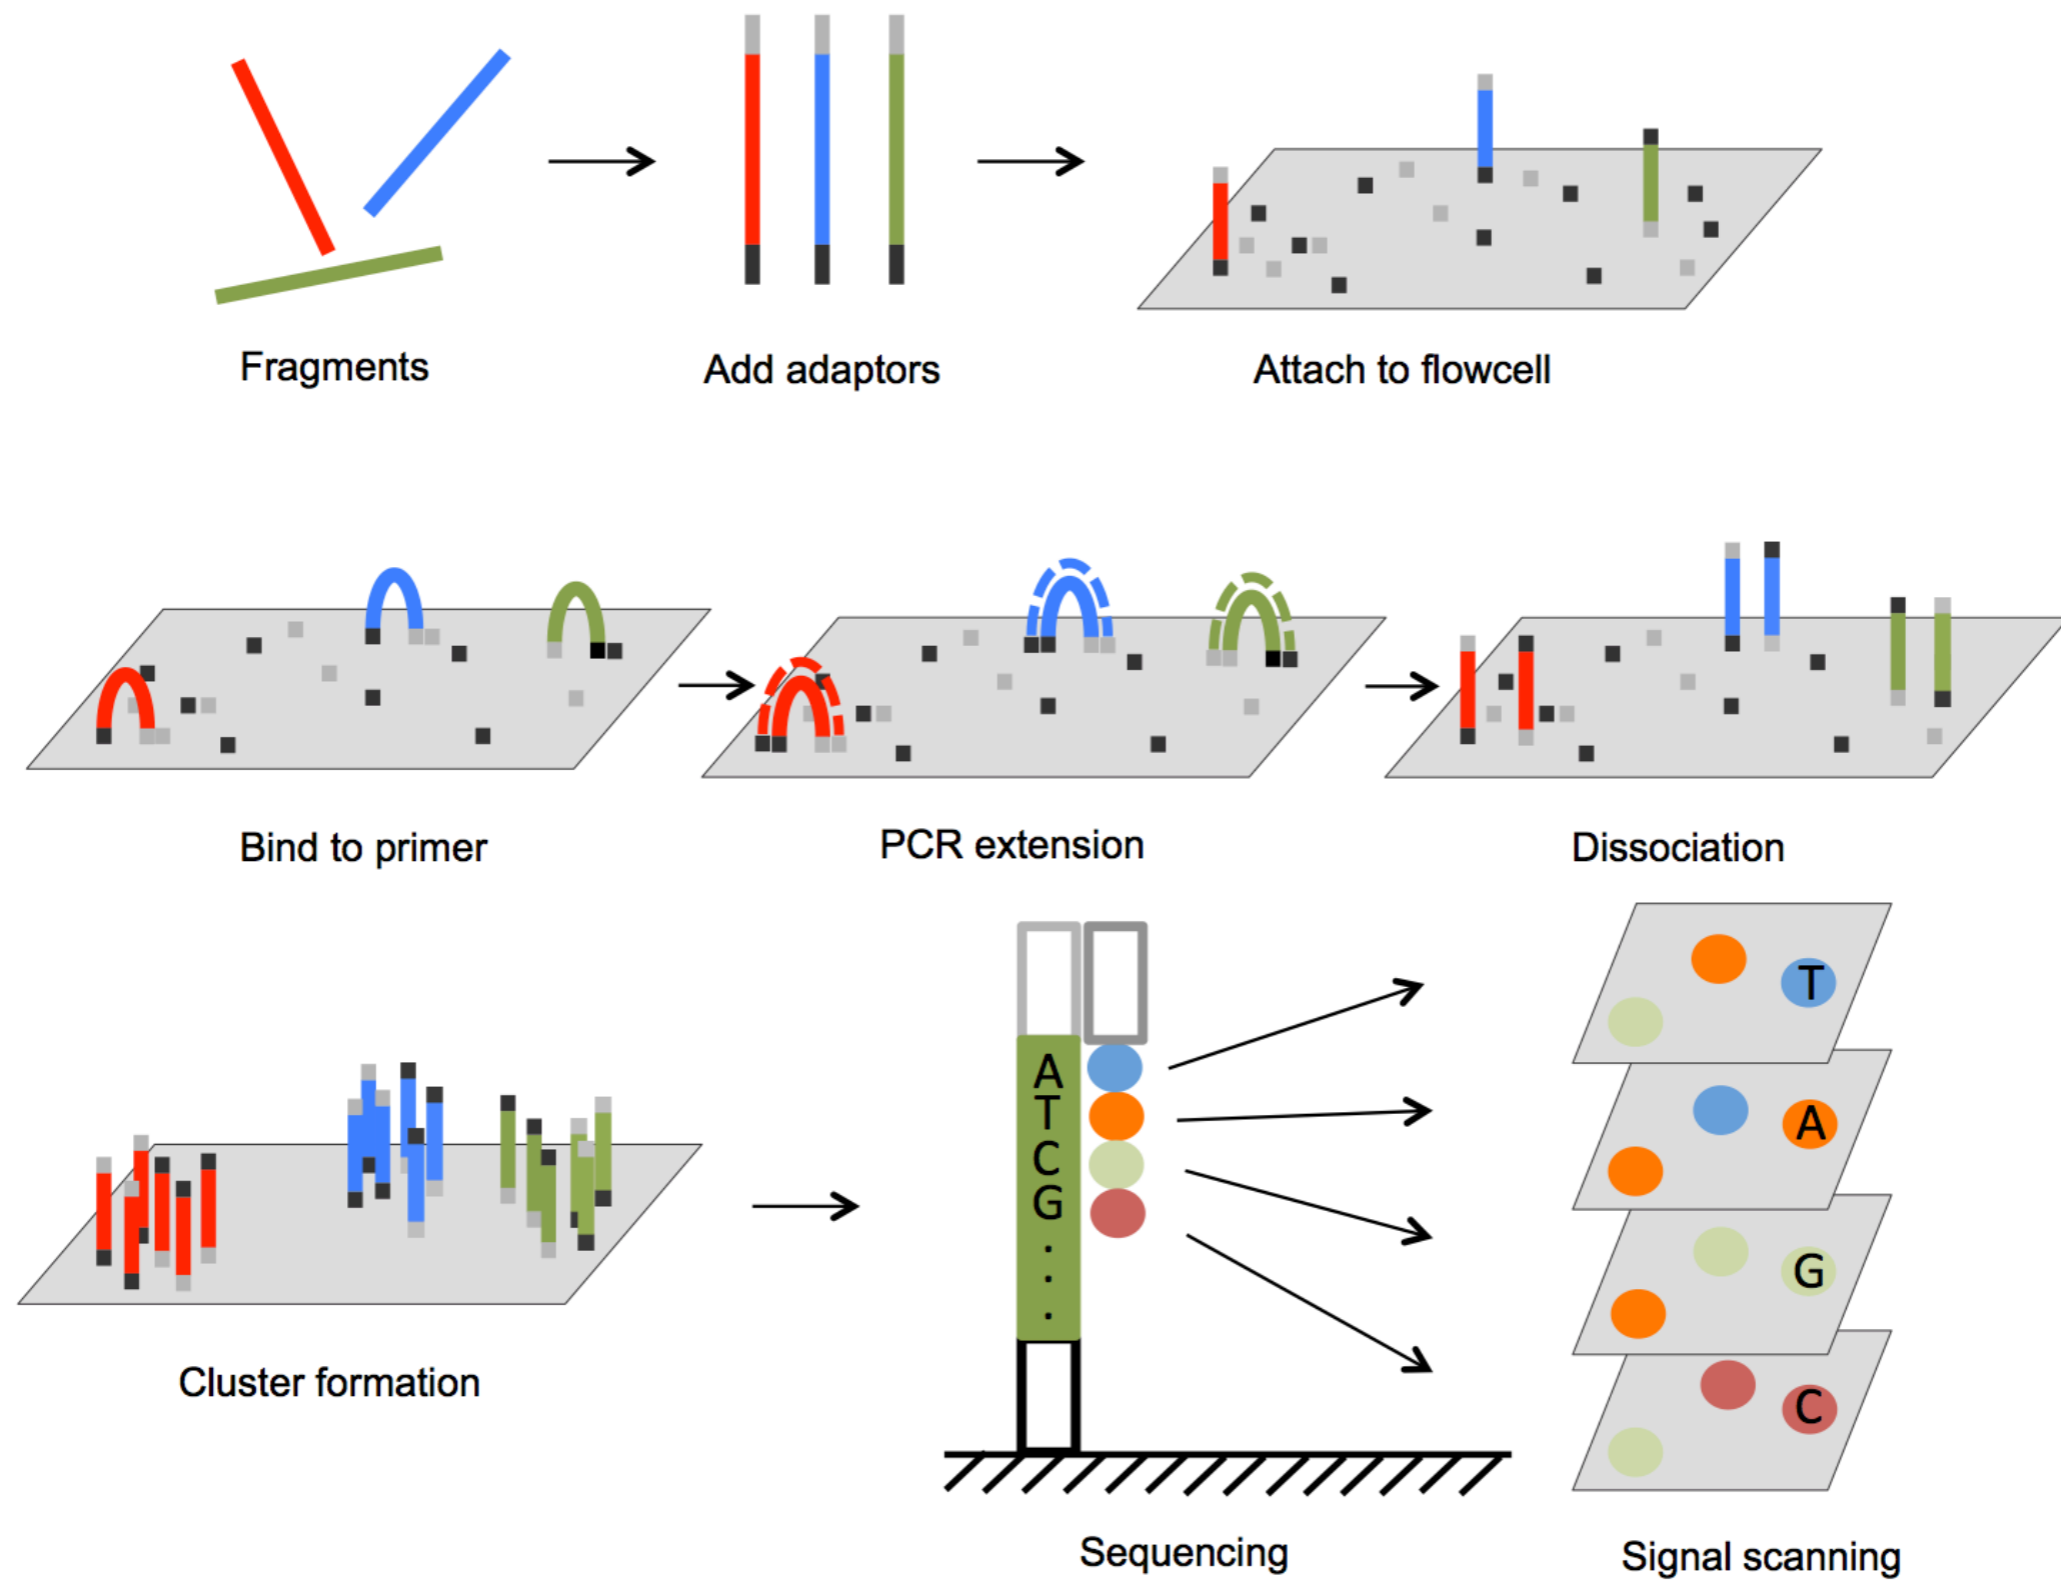 Fragments
Add adaptors
Attach to flowcell
Bind to primer
PCR extension
Dissociation
Cluster formation
A
T
C
G
.
.
.
Sequencing
T
A
G
C
Signal scanning